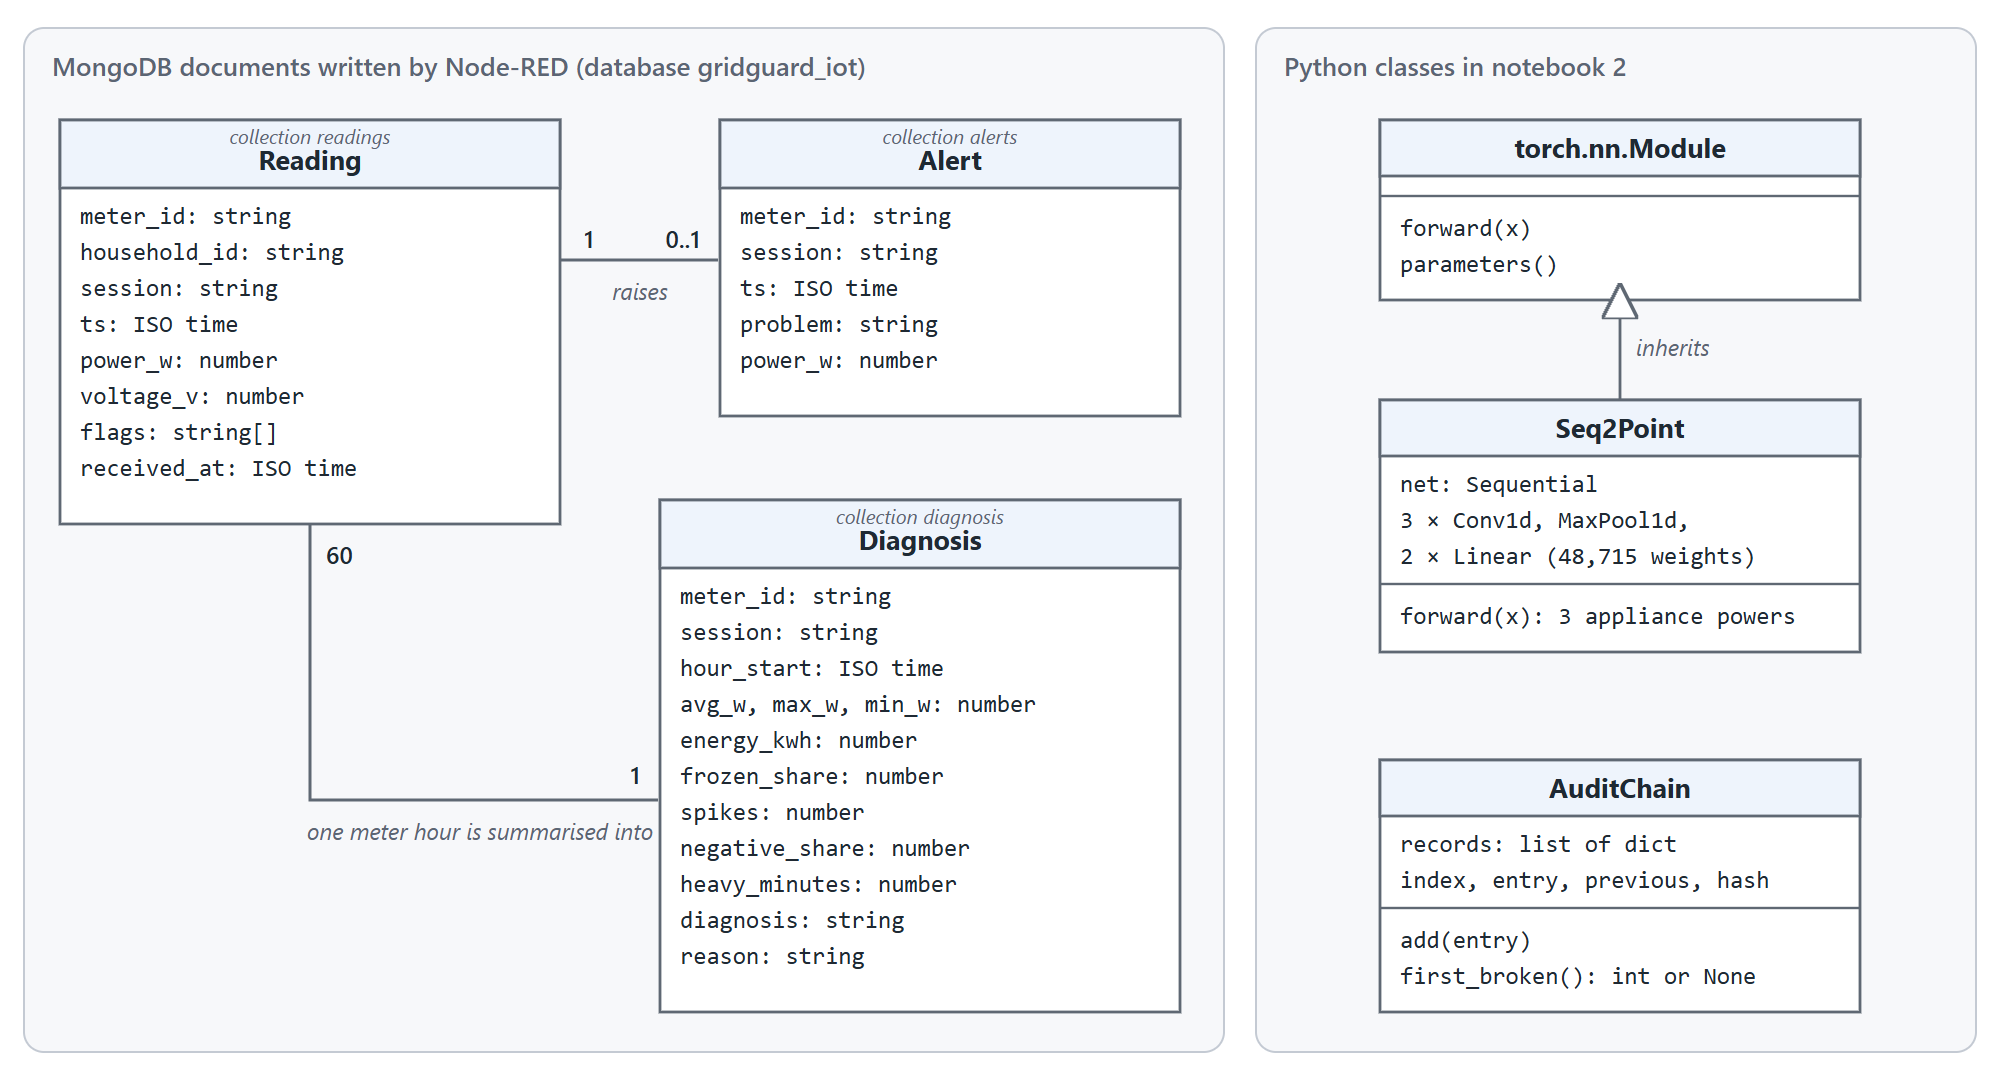 MongoDB documents written by Node-RED (database gridguard_iot)
collection readings
Reading
meter_id: string
household_id: string
session: string
ts: ISO time
power_w: number
voltage_v: number
flags: string[]
received_at: ISO time
1
0..1
raises
collection alerts
Alert
meter_id: string
session: string
ts: ISO time
problem: string
power_w: number
60
1
one meter hour is summarised into
collection diagnosis
Diagnosis
meter_id: string
session: string
hour_start: ISO time
avg_w, max_w, min_w: number
energy_kwh: number
frozen_share: number
spikes: number
negative_share: number
heavy_minutes: number
diagnosis: string
reason: string
Python classes in notebook 2
torch.nn.Module
forward(x)
parameters()
inherits
Seq2Point
net: Sequential
3 × Conv1d, MaxPool1d,
2 × Linear (48,715 weights)
forward(x): 3 appliance powers
AuditChain
records: list of dict
index, entry, previous, hash
add(entry)
first_broken(): int or None